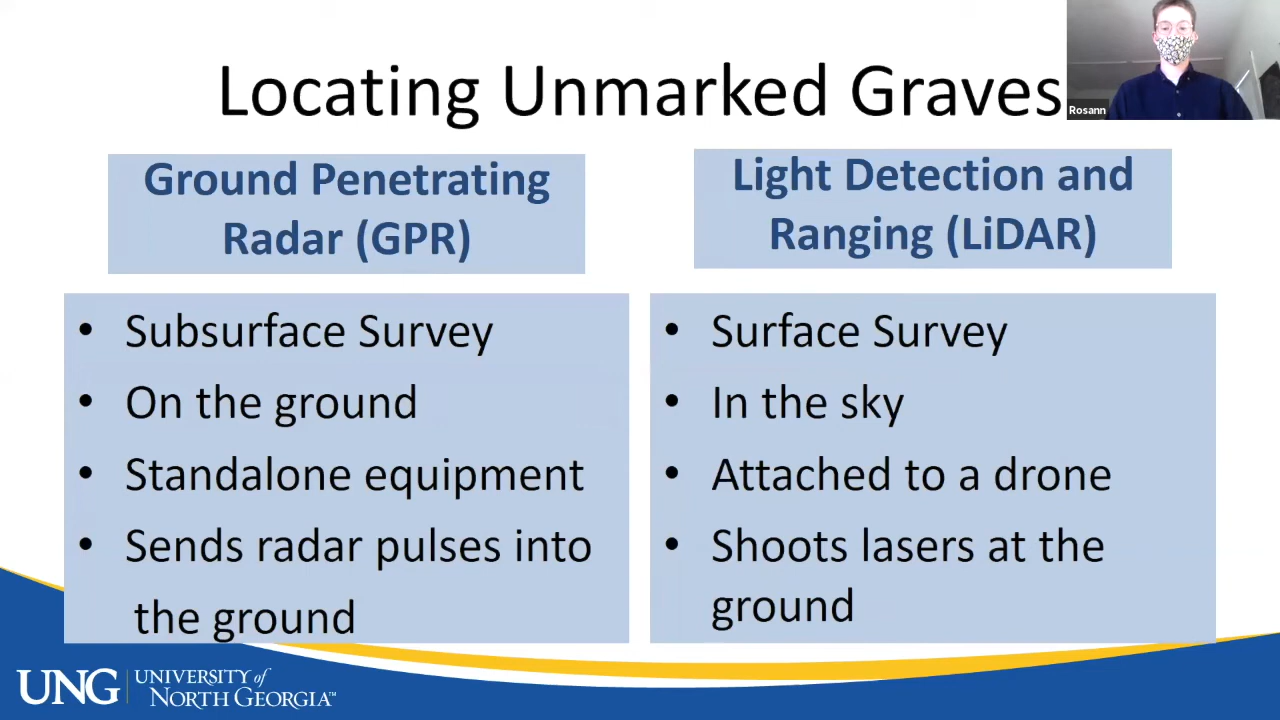 Locating Unmarked Graves
Rosann
Ground Penetrating
Radar (GPR)
• Subsurface Survey
• On the ground
• Standalone equipment
• Sends radar pulses into
the ground
Light Detection and
Ranging (LiDAR)
• Surface Survey
• In the sky
• Attached to a drone
• Shoots lasers at the
ground
UNG
UNIVERSITY of
NORTH GEORGIA™